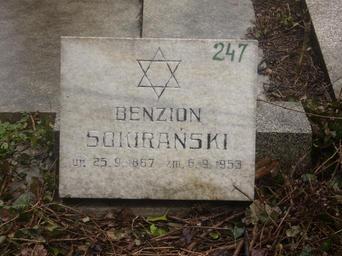 247
BENZION
SOKIRAŃSKI
UR. 25.9.1867 ZM. 6.9.1953